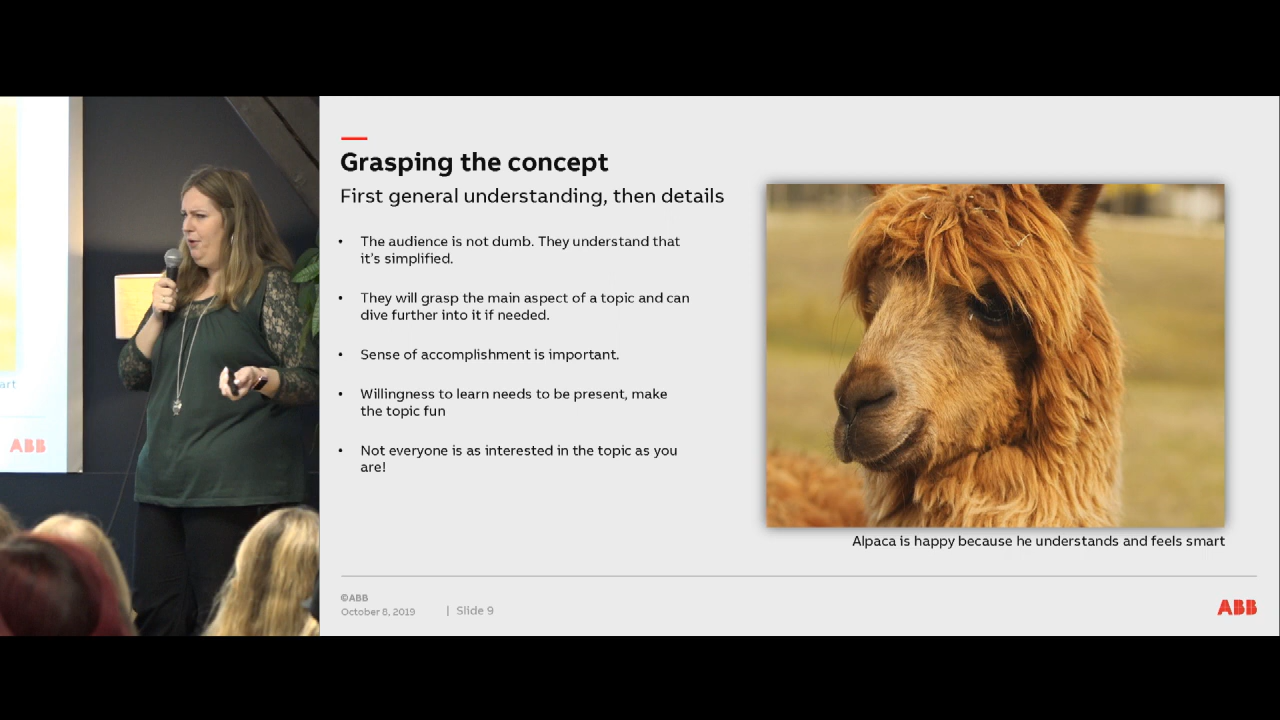 art
ABB
Grasping the concept
First general understanding, then details
• The audience is not dumb. They understand that
it's simplified.
• They will grasp the main aspect of a topic and can
dive further into it if needed.
• Sense of accomplishment is important.
• Willingness to learn needs to be present, make
the topic fun
• Not everyone is as interested in the topic as you
are!
Alpaca is happy because he understands and feels smart
©ABB
October 8, 2019 | Slide 9
ABB